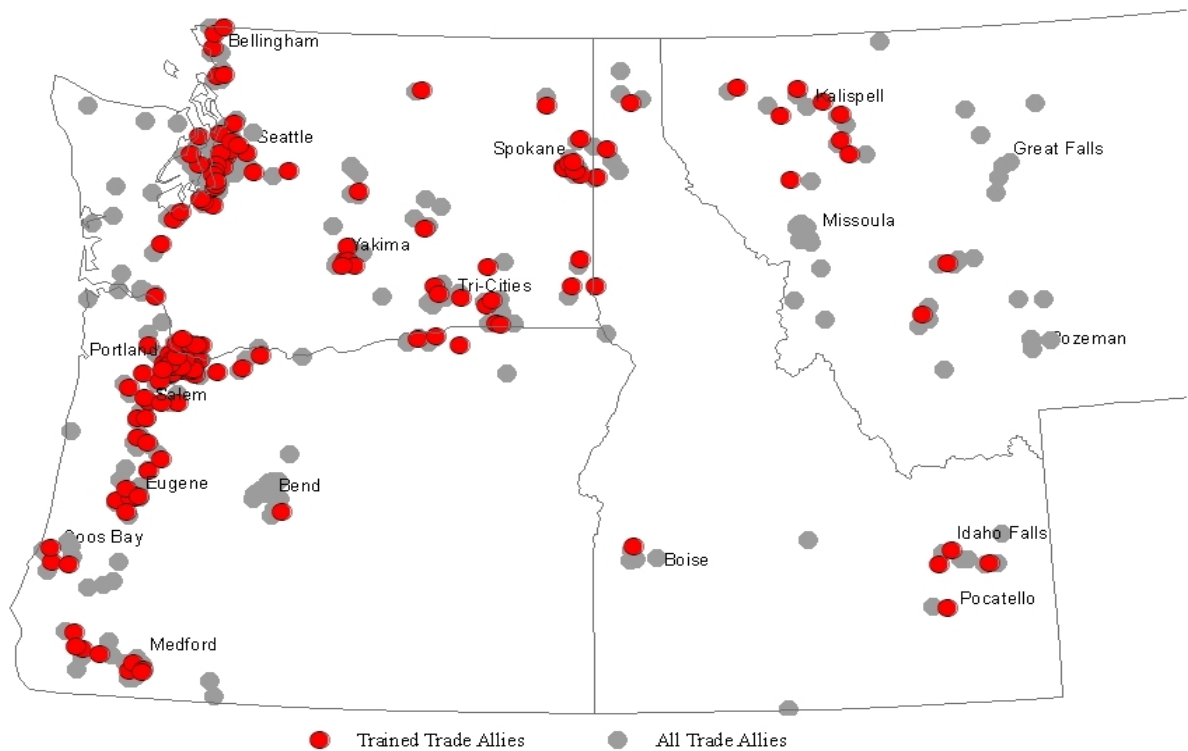 Bellingham
Kalispell
Seattle
Spokane
Great Falls
Missoula
Yakima
Tri-Cities
Portland
Bozeman
Salem
Eugene
Bend
Coos Bay
Idaho Falls
Boise
Pocatello
Medford
Trained Trade Allies
All Trade Allies